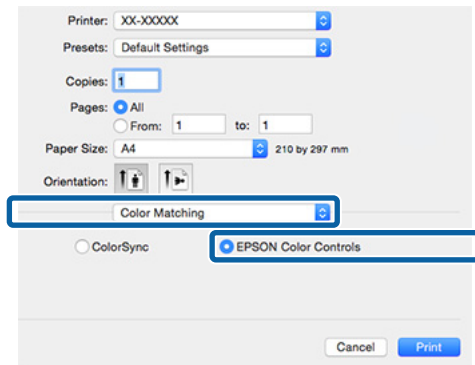 Printer: XX-XXXXX
Presets: Default Settings
Copies: 1
Pages: All
From: 1 to: 1
Paper Size: A4 210 by 297 mm
Orientation:
Color Matching
ColorSync EPSON Color Controls
Cancel Print